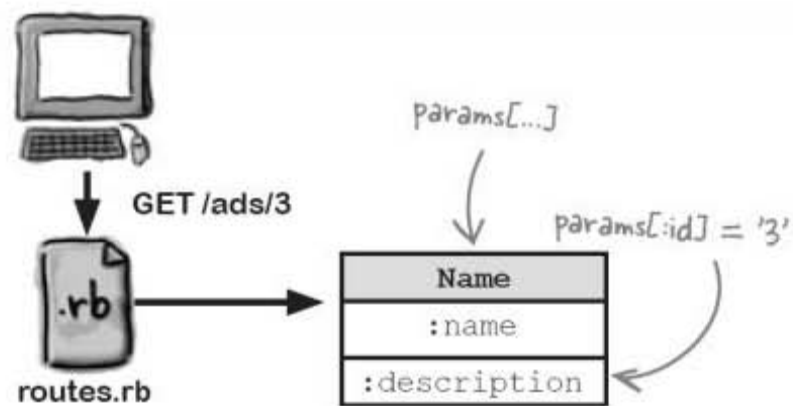 params[...]
GET /ads/3
params[:id] = '3'
Name
.rb
:name
:description
routes.rb